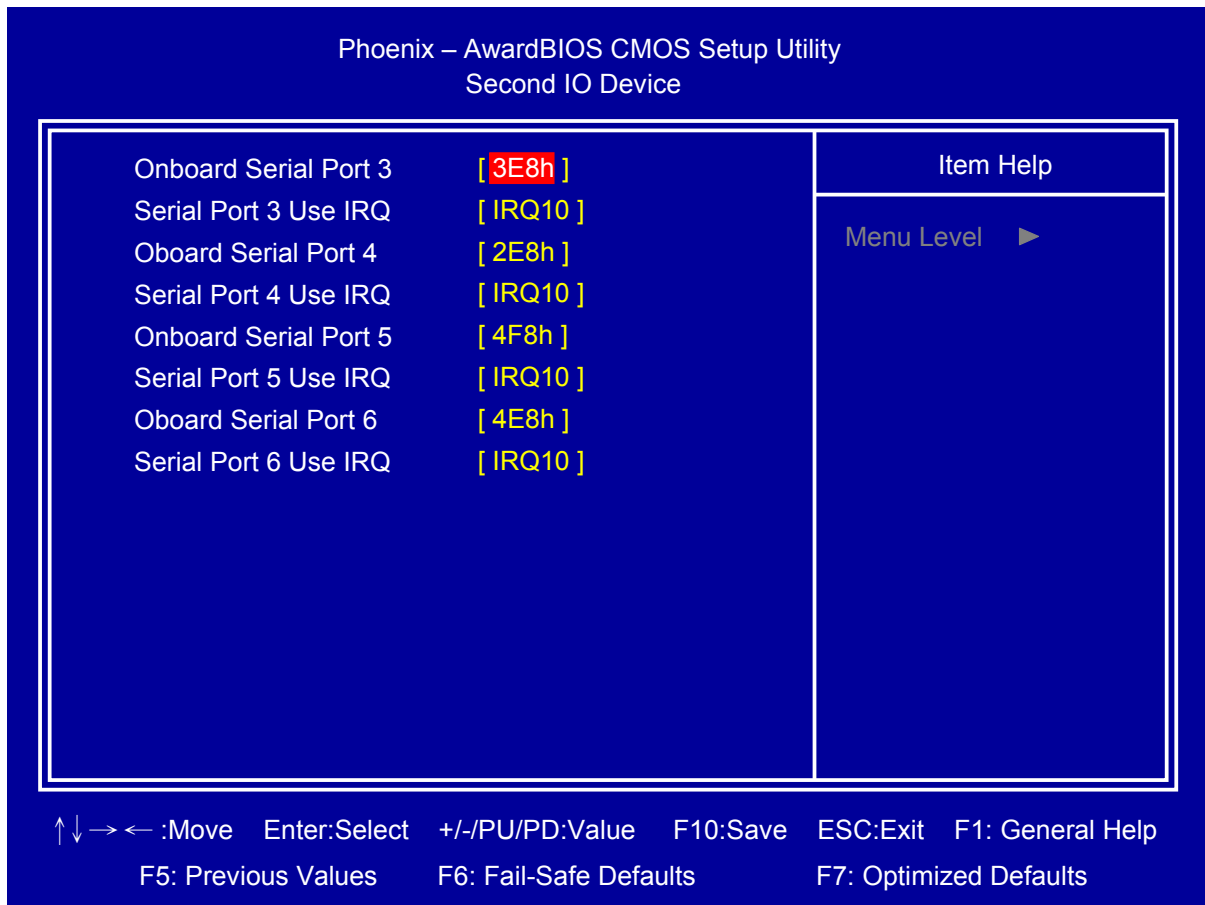 Phoenix – AwardBIOS CMOS Setup Utility
Second IO Device
Onboard Serial Port 3 [ 3E8h ]
Serial Port 3 Use IRQ [ IRQ10 ]
Oboard Serial Port 4 [ 2E8h ]
Serial Port 4 Use IRQ [ IRQ10 ]
Onboard Serial Port 5 [ 4F8h ]
Serial Port 5 Use IRQ [ IRQ10 ]
Oboard Serial Port 6 [ 4E8h ]
Serial Port 6 Use IRQ [ IRQ10 ]
Item Help
Menu Level ►
↑↓→← :Move Enter:Select +/-/PU/PD:Value F10:Save ESC:Exit F1: General Help
F5: Previous Values F6: Fail-Safe Defaults F7: Optimized Defaults